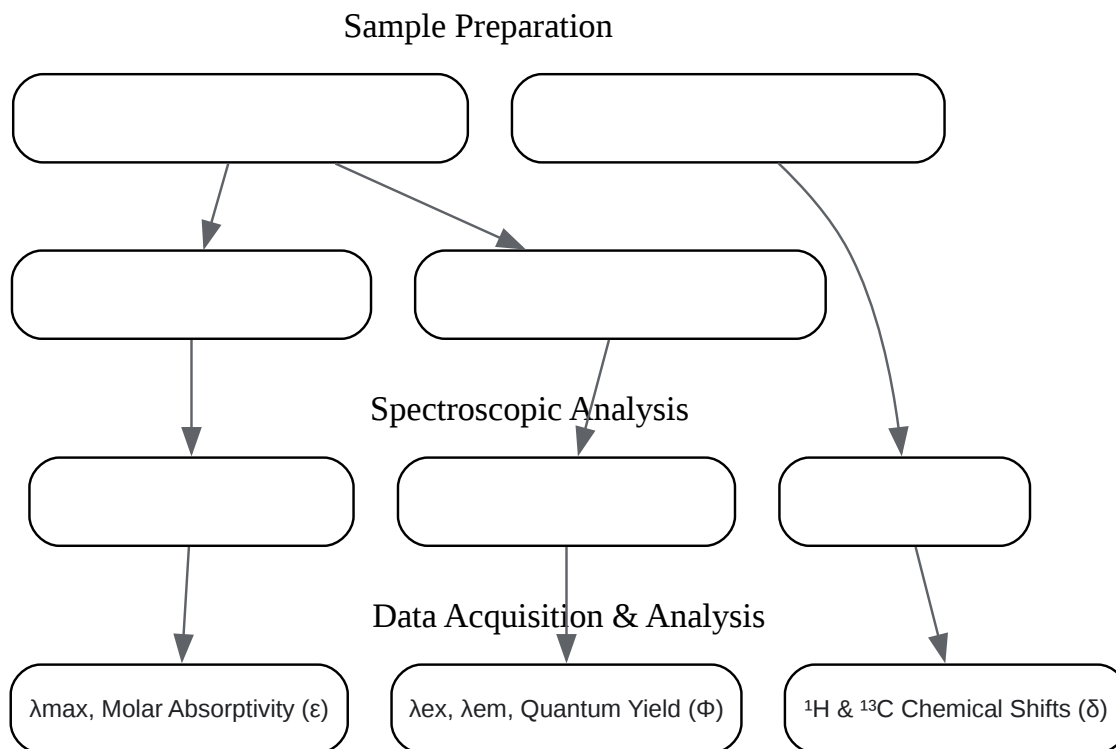 Sample Preparation
Spectroscopic Analysis
Data Acquisition & Analysis
λmax, Molar Absorptivity (ε)
λex, λem, Quantum Yield (Φ)
¹H & ¹³C Chemical Shifts (δ)